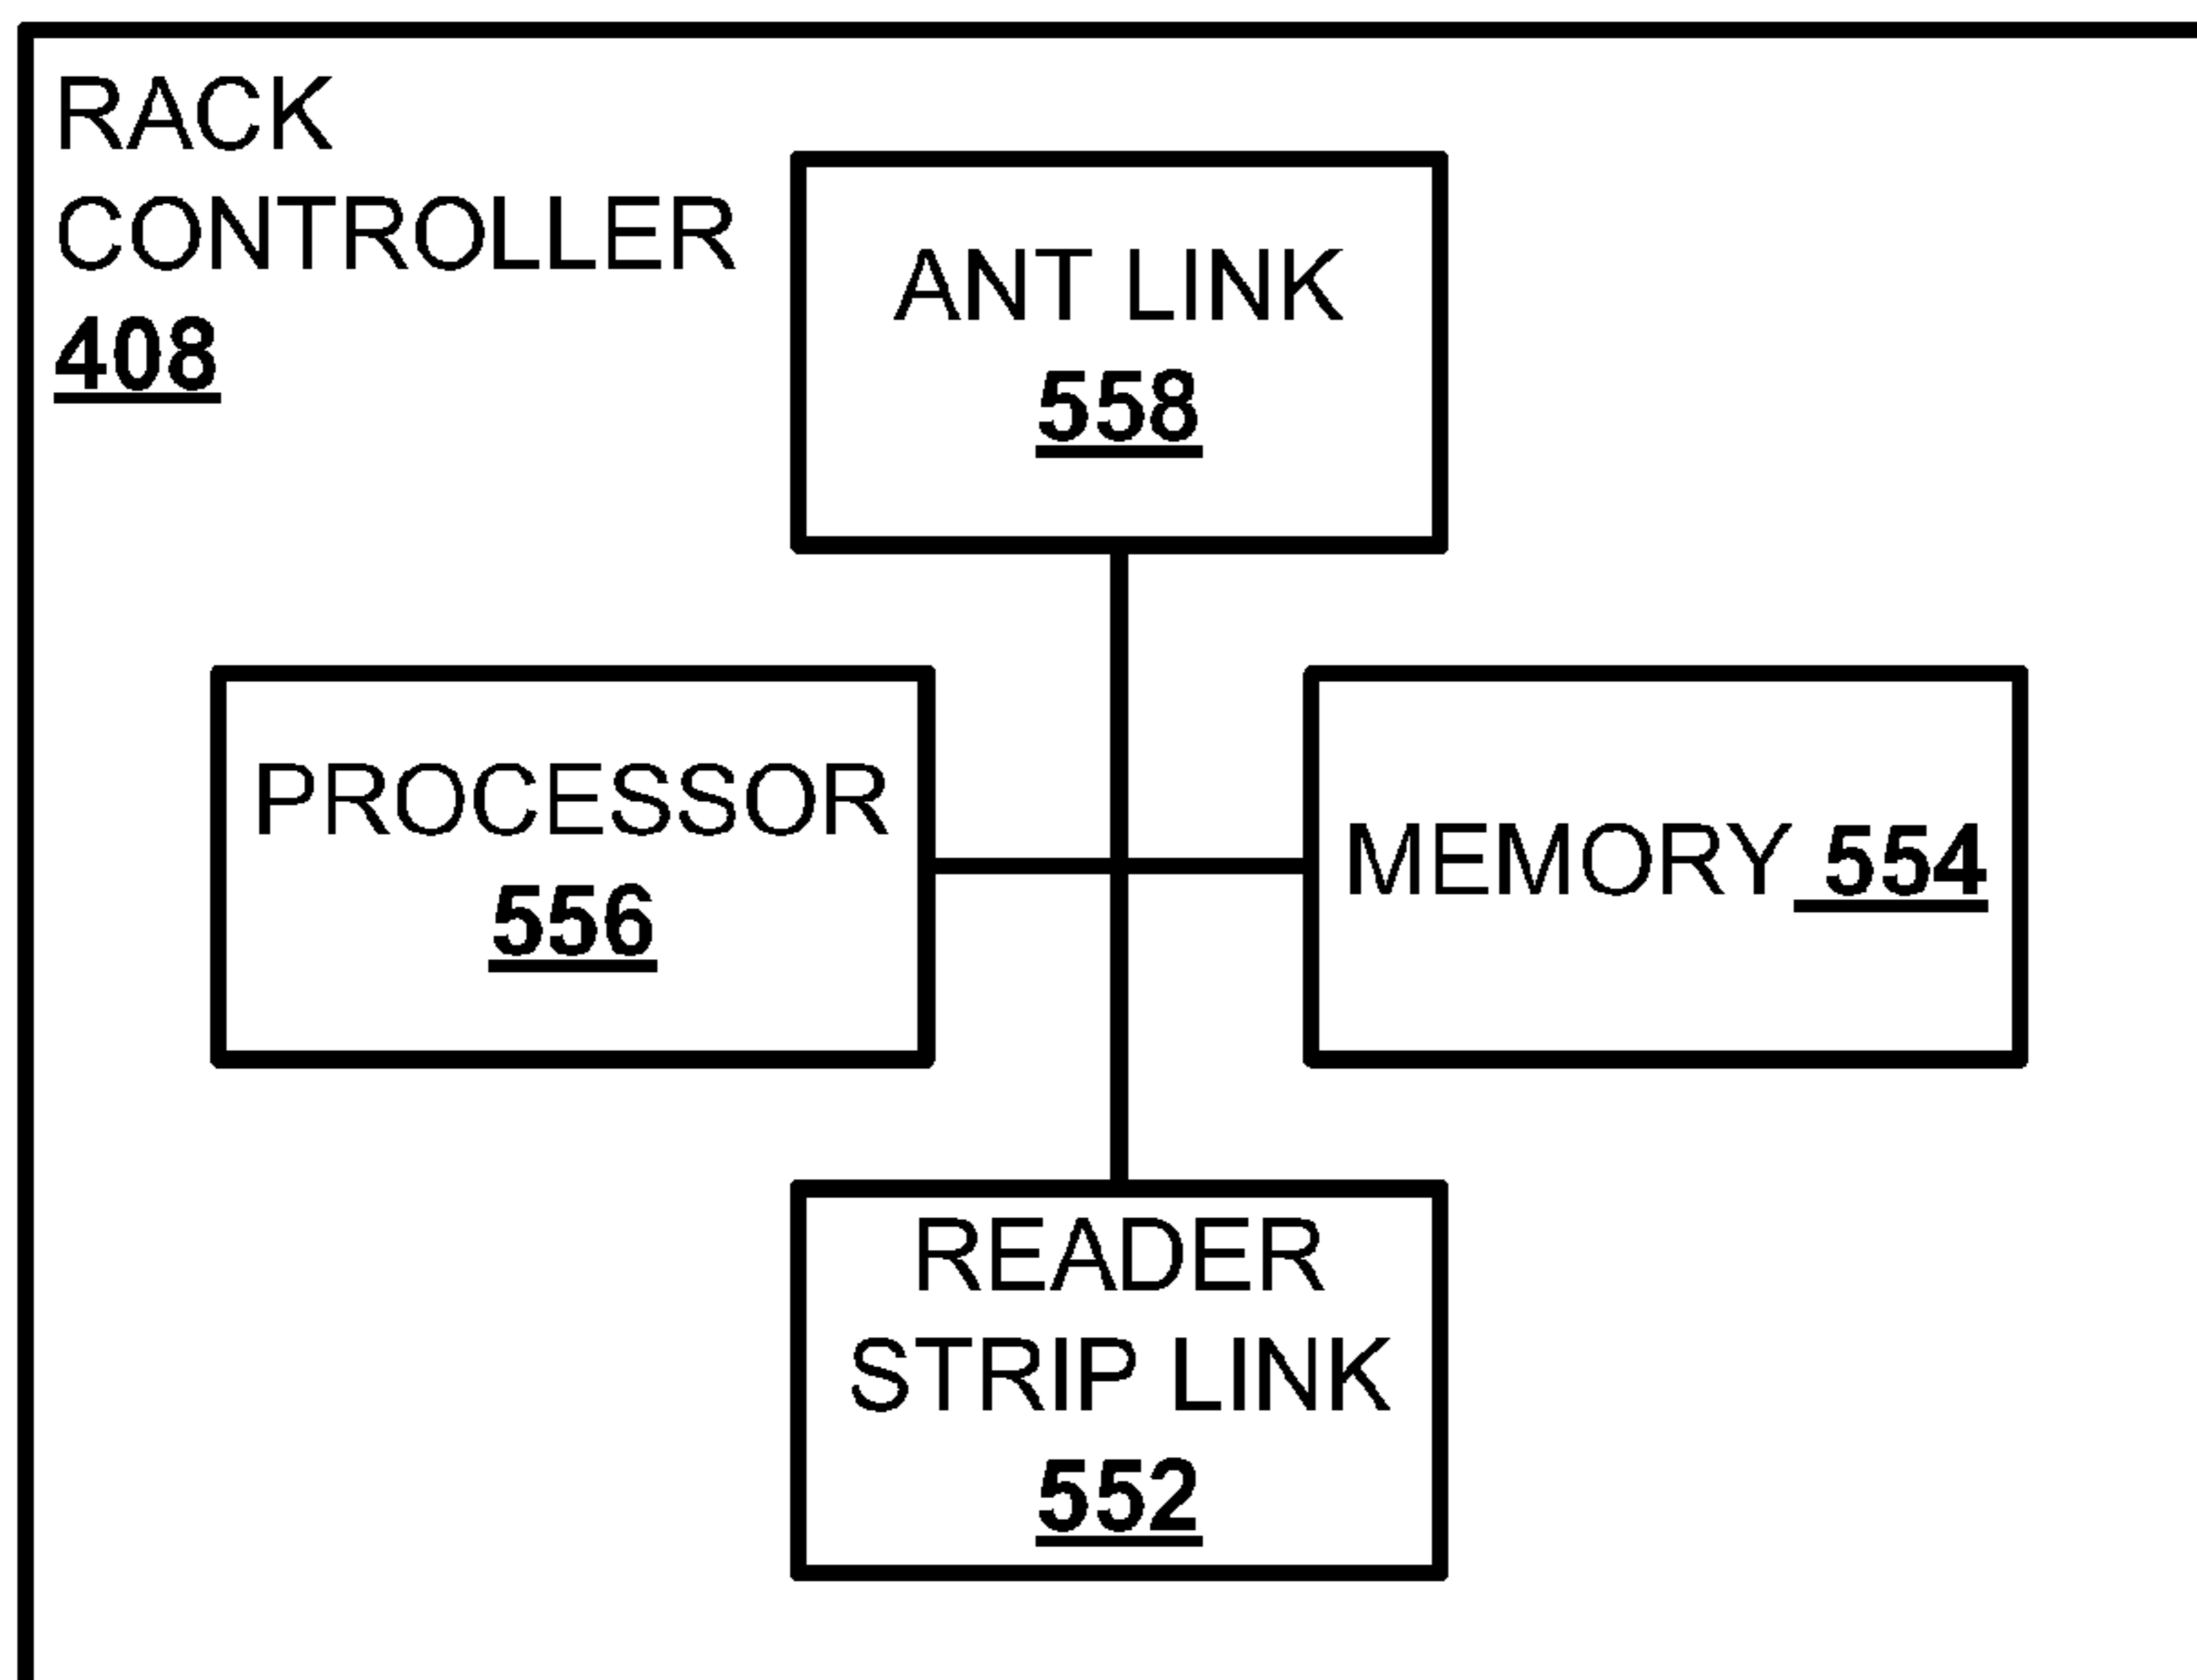 RACK
CONTROLLER
408
ANT LINK
558
PROCESSOR
556
MEMORY 554
READER
STRIP LINK
552